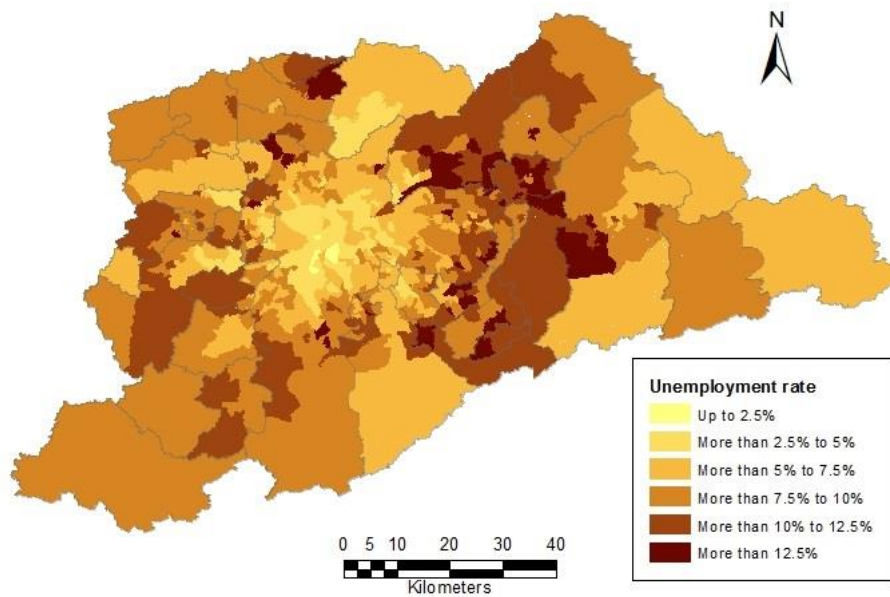 N
Unemployment rate
Up to 2.5%
More than 2.5% to 5%
More than 5% to 7.5%
More than 7.5% to 10%
More than 10% to 12.5%
More than 12.5%
0 5 10 20 30 40
Kilometers